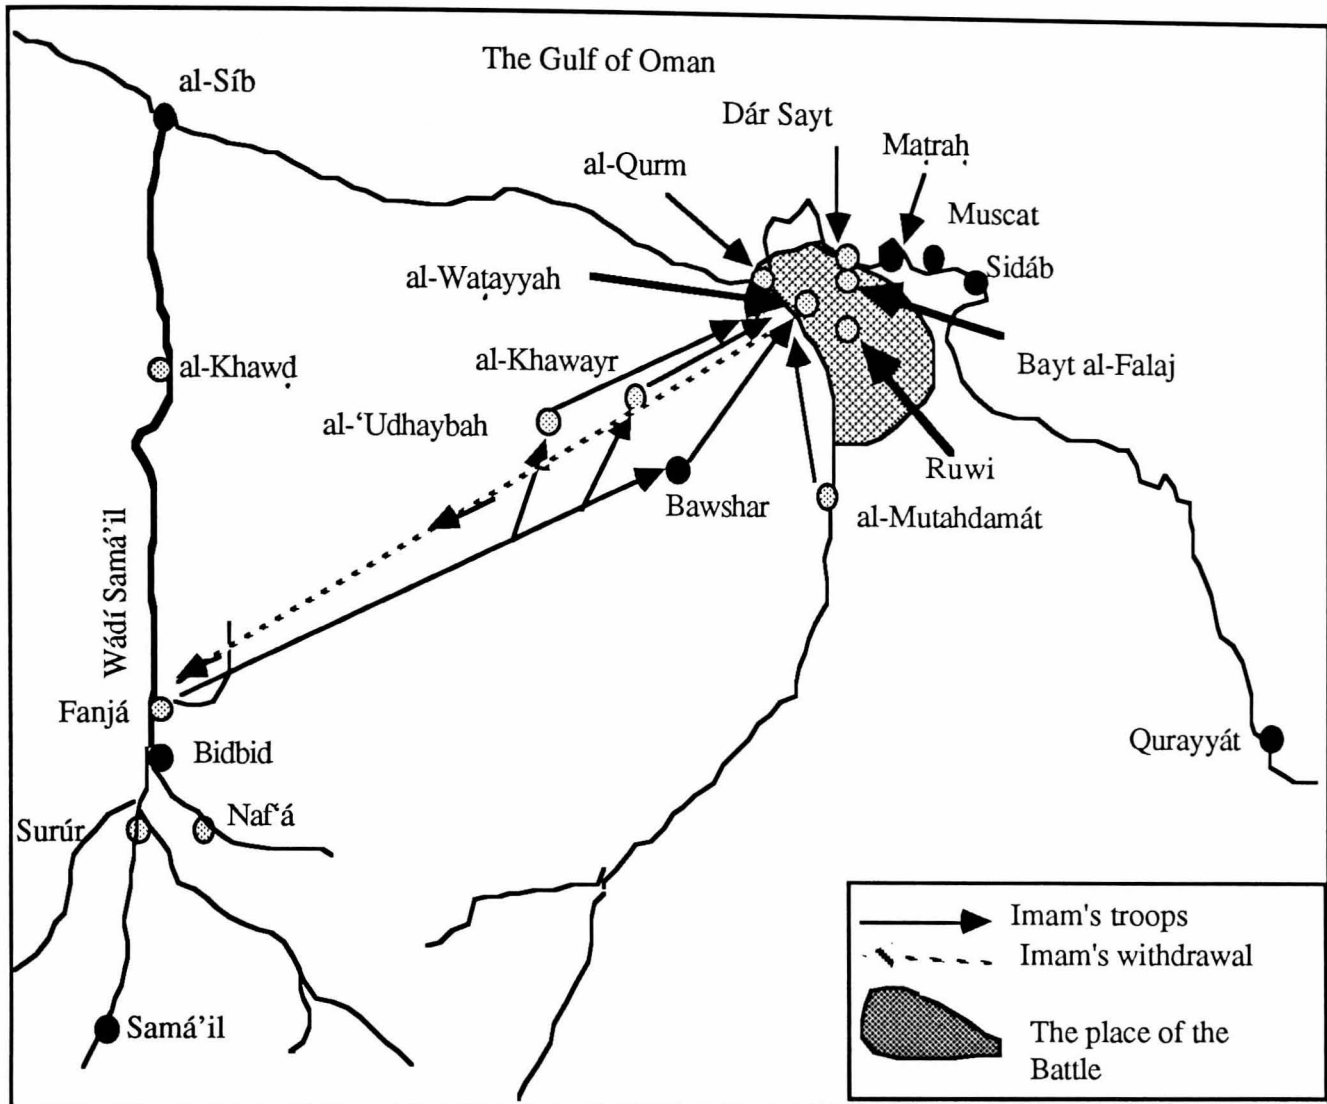 The Gulf of Oman
al-Síb
Dár Sayt
Maṭraḥ
al-Qurm
Muscat
Sidáb
al-Waṭayyah
al-Khawḍ
al-Khawayr
Bayt al-Falaj
al-‘Udhaybah
Ruwi
Bawshar
al-Mutahdamát
Wádí Samá’il
Fanjá
Bidbid
Qurayyát
Surúr
Naf‘á
Samá’il
Imam's troops
Imam's withdrawal
The place of the
Battle